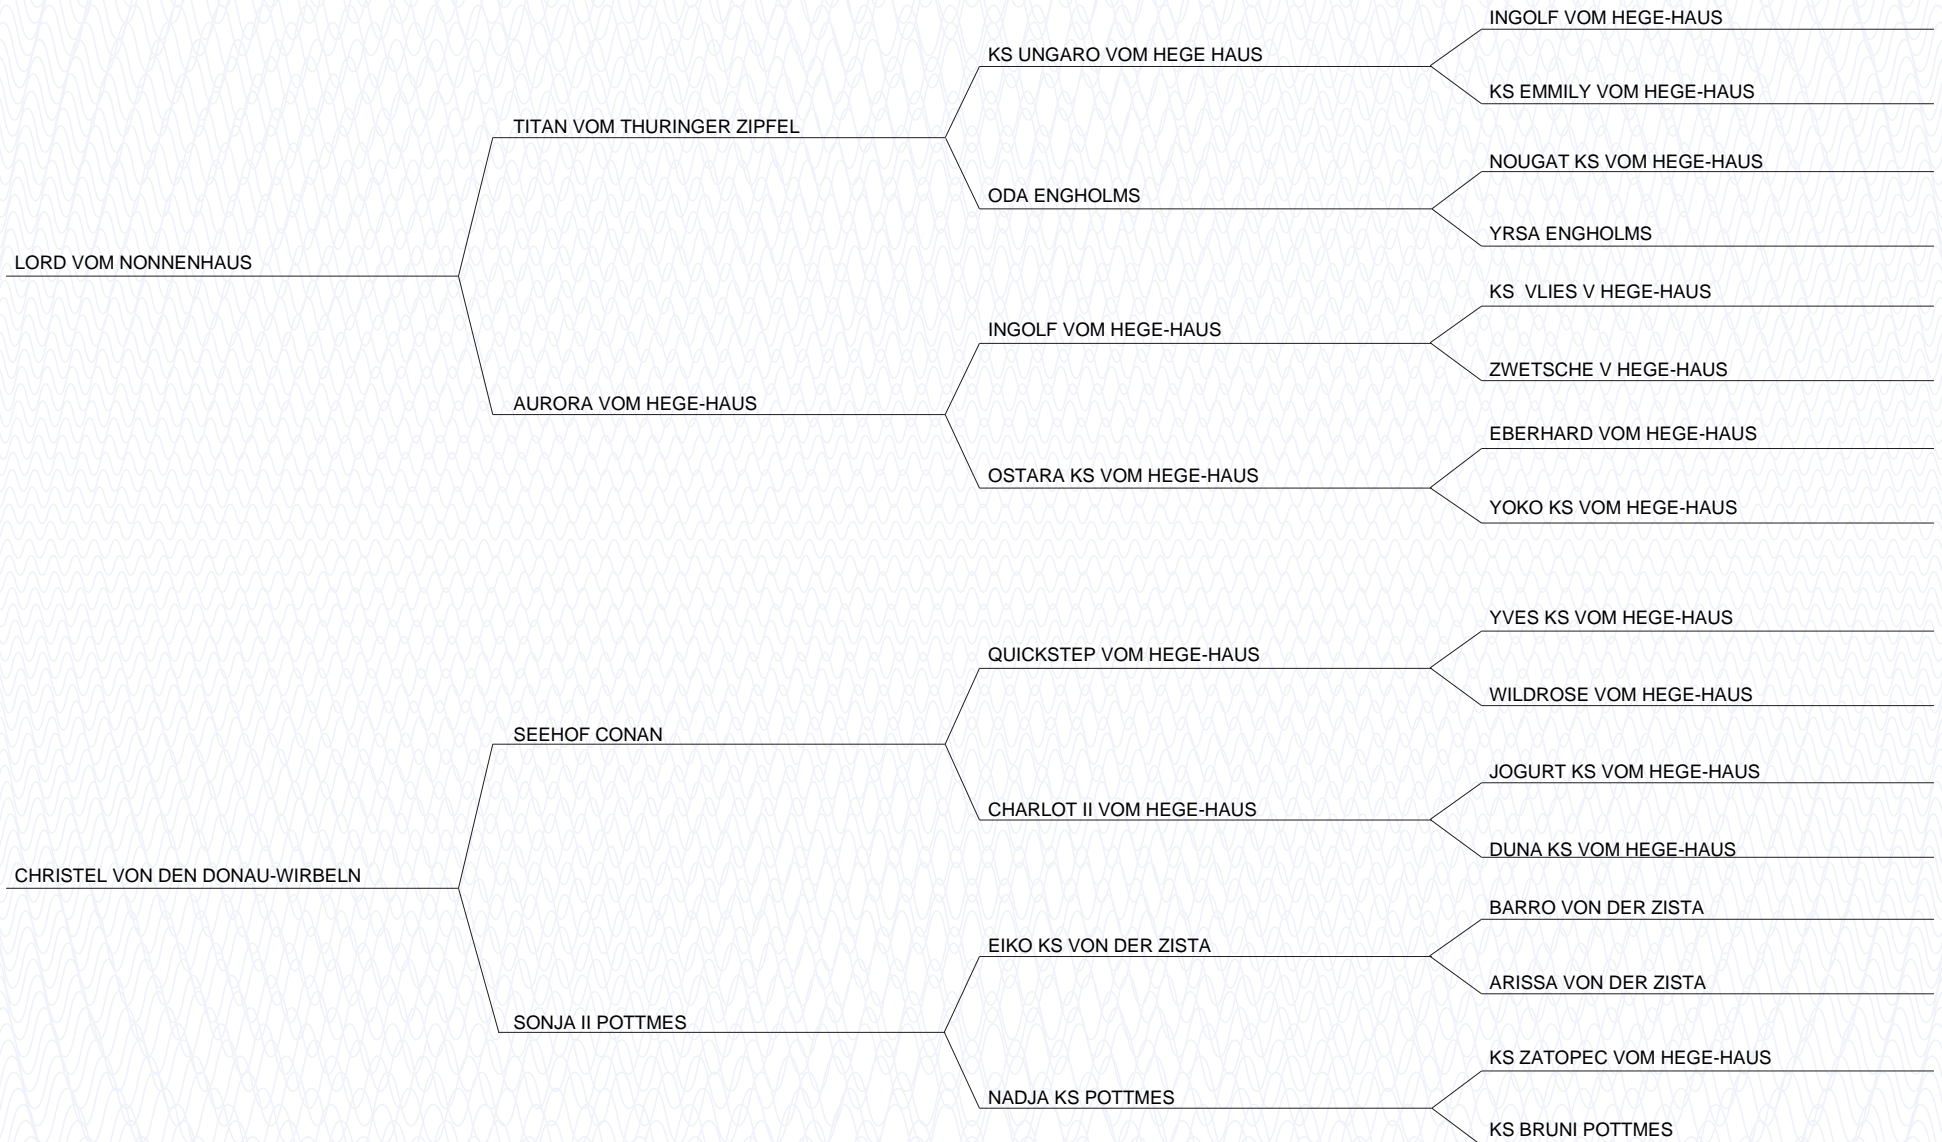 INGOLF VOM HEGE-HAUS
KS UNGARO VOM HEGE HAUS
KS EMMILY VOM HEGE-HAUS
TITAN VOM THURINGER ZIPFEL
NOUGAT KS VOM HEGE-HAUS
ODA ENGHOLMS
YRSA ENGHOLMS
LORD VOM NONNENHAUS
KS VLIES V HEGE-HAUS
INGOLF VOM HEGE-HAUS
ZWETSCHE V HEGE-HAUS
AURORA VOM HEGE-HAUS
EBERHARD VOM HEGE-HAUS
OSTARA KS VOM HEGE-HAUS
YOKO KS VOM HEGE-HAUS
YVES KS VOM HEGE-HAUS
QUICKSTEP VOM HEGE-HAUS
WILDROSE VOM HEGE-HAUS
SEEHOF CONAN
JOGURT KS VOM HEGE-HAUS
CHARLOT II VOM HEGE-HAUS
DUNA KS VOM HEGE-HAUS
CHRISTEL VON DEN DONAU-WIRBELN
BARRO VON DER ZISTA
EIKO KS VON DER ZISTA
ARISSA VON DER ZISTA
SONJA II POTTMES
KS ZATOPEC VOM HEGE-HAUS
NADJA KS POTTMES
KS BRUNI POTTMES